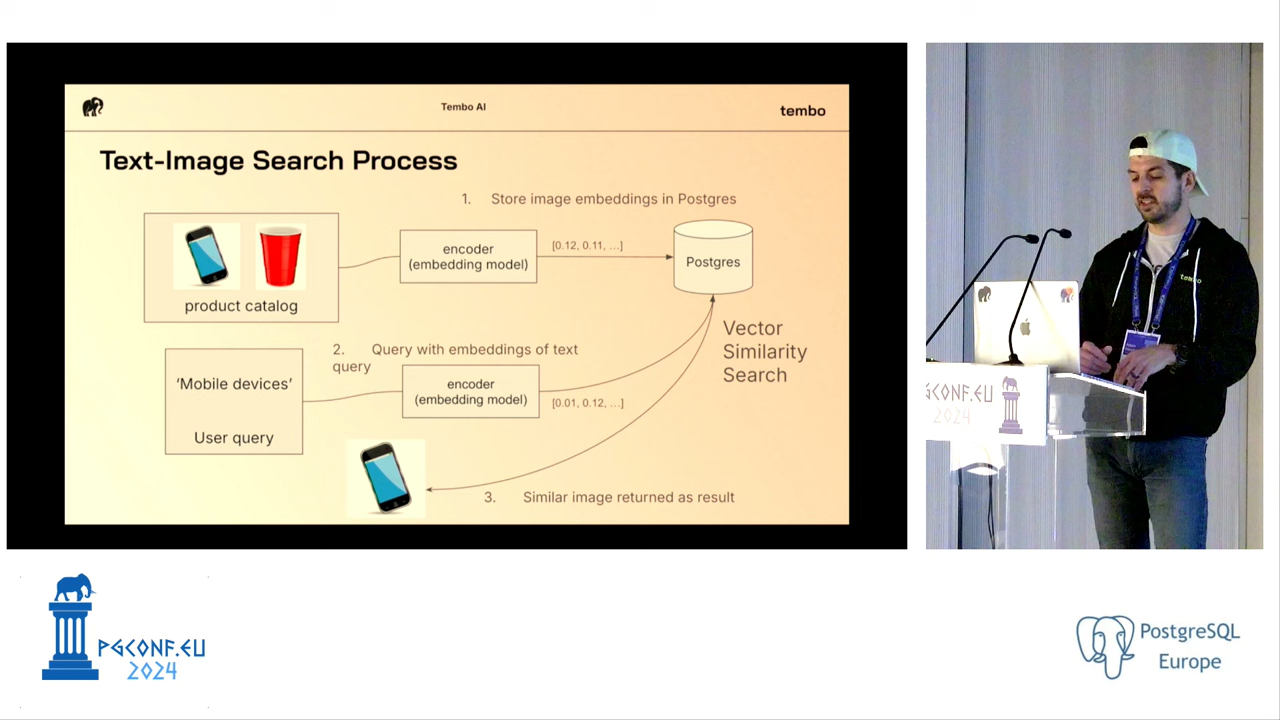 Tembo AI
tembo
Text-Image Search Process
1. Store image embeddings in Postgres
product catalog
encoder
(embedding model)
[0.12, 0.11, ...]
Postgres
Vector
Similarity
Search
2. Query with embeddings of text
query
'Mobile devices'
User query
encoder
(embedding model)
[0.01, 0.12, ...]
3. Similar image returned as result
tembo
GCONF.EU
2024
PGCONF.EU
2024
PostgreSQL
Europe